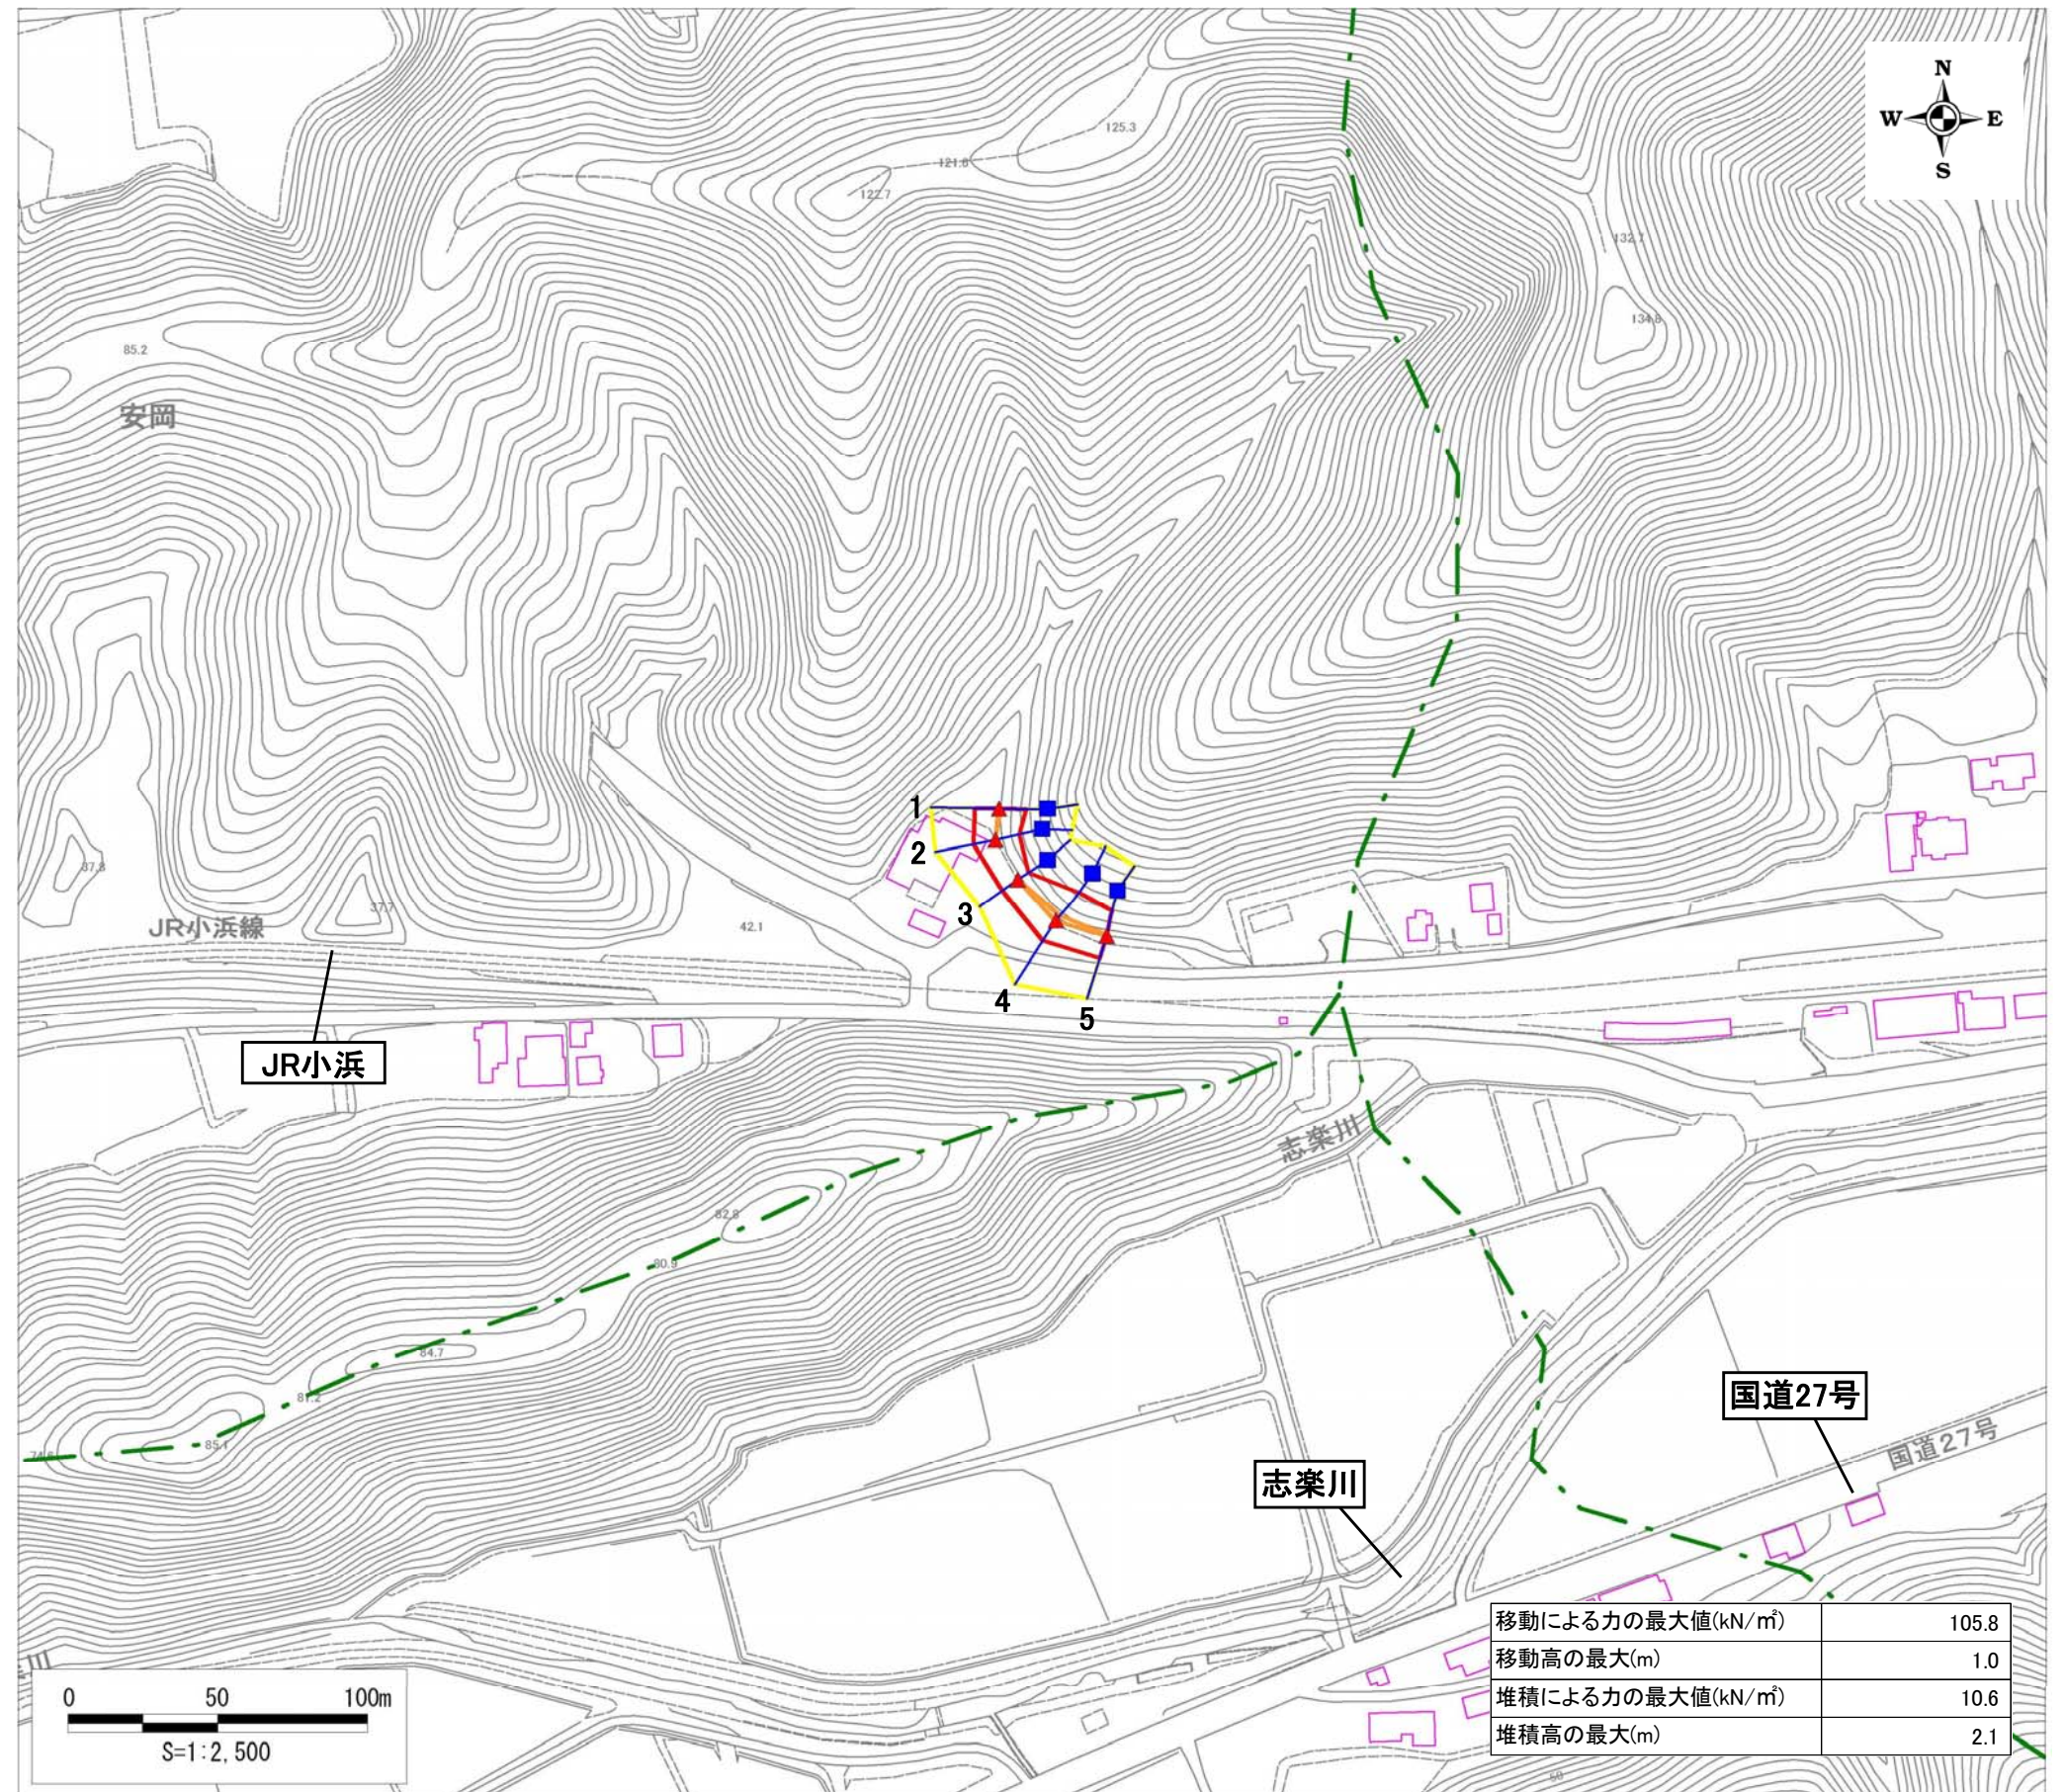 N
W E
S
125.3
121.6
122.7
132.7
134.8
85.2
安岡
1
2
3
4
5
37.8
37.7
JR小浜線
42.1
JR小浜
志楽川
82.8
80.9
84.7
81.2
85.1
74.6
国道27号
国道27号
志楽川
移動による力の最大値(kN/㎡) 105.8
移動高の最大(m) 1.0
堆積による力の最大値(kN/㎡) 10.6
堆積高の最大(m) 2.1
川
0 50 100m
S=1:2,500
50